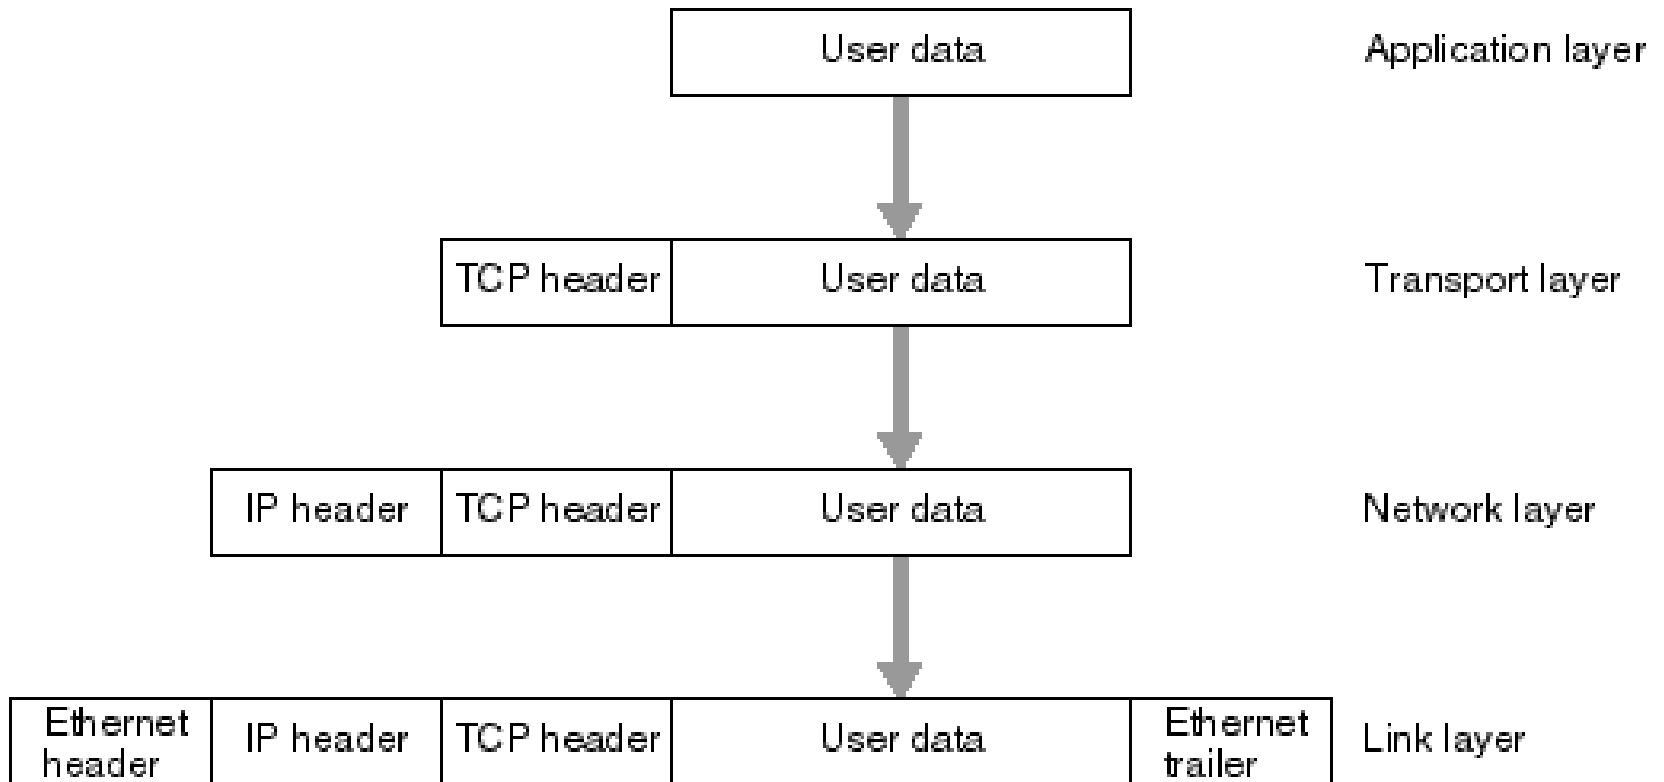 User data Application layer
TCP header User data Transport layer
IP header TCP header User data Network layer
Ethernet header IP header TCP header User data Ethernet trailer Link layer